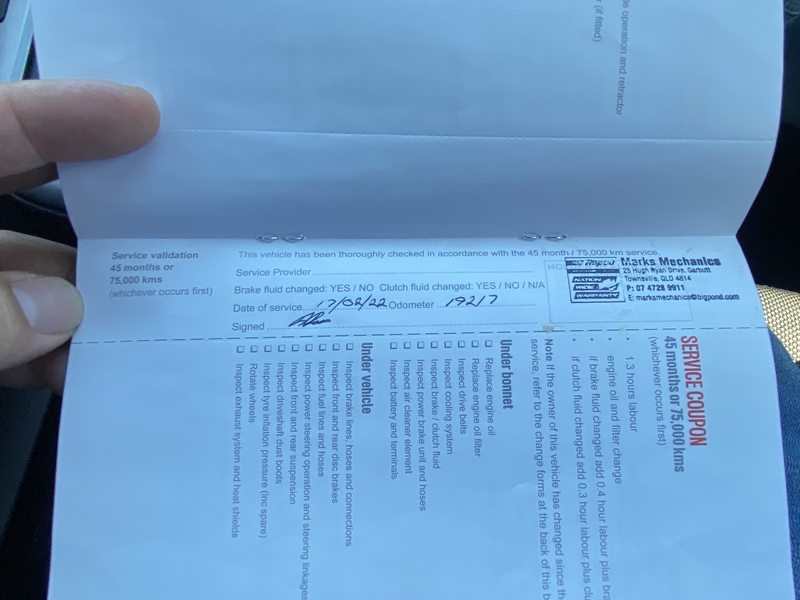 le operation and retractor
r (if fitted)
Service validation
45 months or
75,000 kms
(whichever occurs first)
This vehicle has been thoroughly checked in accordance with the 45 month / 75,000 km service.
Service Provider
Brake fluid changed: YES / NO Clutch fluid changed: YES / NO / N/A
Date of service 17/02/22 Odometer 19217
Signed
Marks Mechanics
25 Hugh Ryan Drive, Garbutt
Townsville, QLD 4814
P: 07 4728 9911
E: marksmechanics@bigpond.com
NATION
WIDE
WARRANTY
SERVICE COUPON
45 months or 75,000 kms
(whichever occurs first)
• 1.3 hours labour
• engine oil and filter change
• if brake fluid changed add 0.4 hour labour plus bra
• if clutch fluid changed add 0.3 hour labour plus clu
Note If the owner of this vehicle has changed since th
service, refer to the change forms at the back of this b
Under bonnet
Replace engine oil
Replace engine oil filter
Inspect drive belts
Inspect cooling system
Inspect brake / clutch fluid
Inspect power brake unit and hoses
Inspect air cleaner element
Inspect battery and terminals
Under vehicle
Inspect brake lines, hoses and connections
Inspect front and rear disc brakes
Inspect fuel lines and hoses
Inspect power steering operation and steering linkages
Inspect front and rear suspension
Inspect driveshaft dust boots
Inspect tyre inflation pressure (inc spare)
Rotate wheels
Inspect exhaust system and heat shields